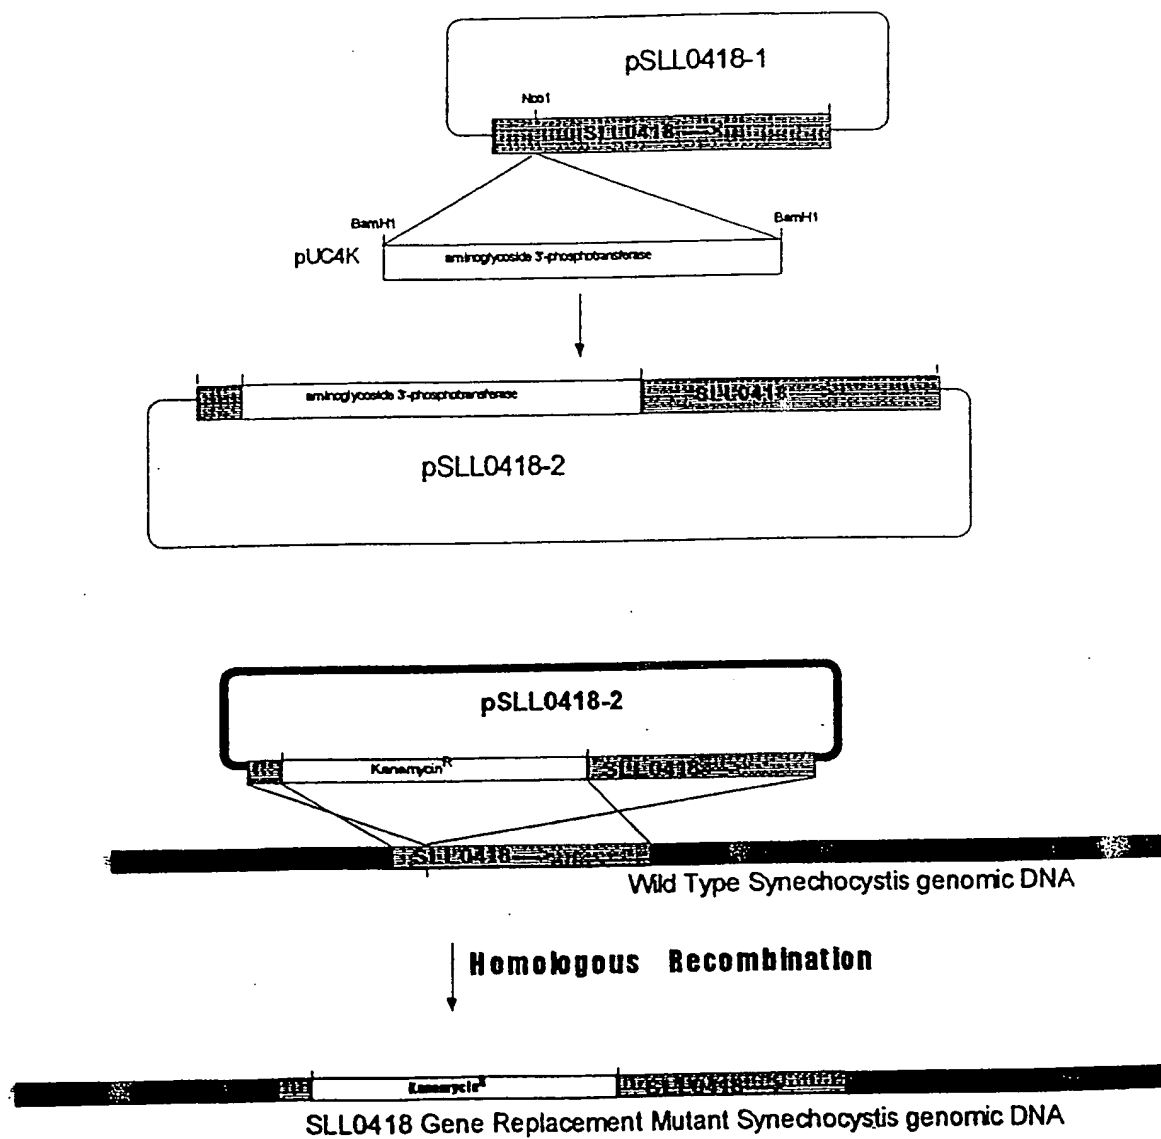 pSLL0418-1
Nco1
SLL0418
BamH1
BamH1
pUC4K
aminoglycoside 3'-phosphotransferase
aminoglycoside 3'-phosphotransferase
SLL0418
pSLL0418-2
pSLL0418-2
Kanamycin^R
SLL0418
SLL0418
Wild Type Synechocystis genomic DNA
Homologous Recombination
Kanamycin^R
SLL0418
SLL0418 Gene Replacement Mutant Synechocystis genomic DNA